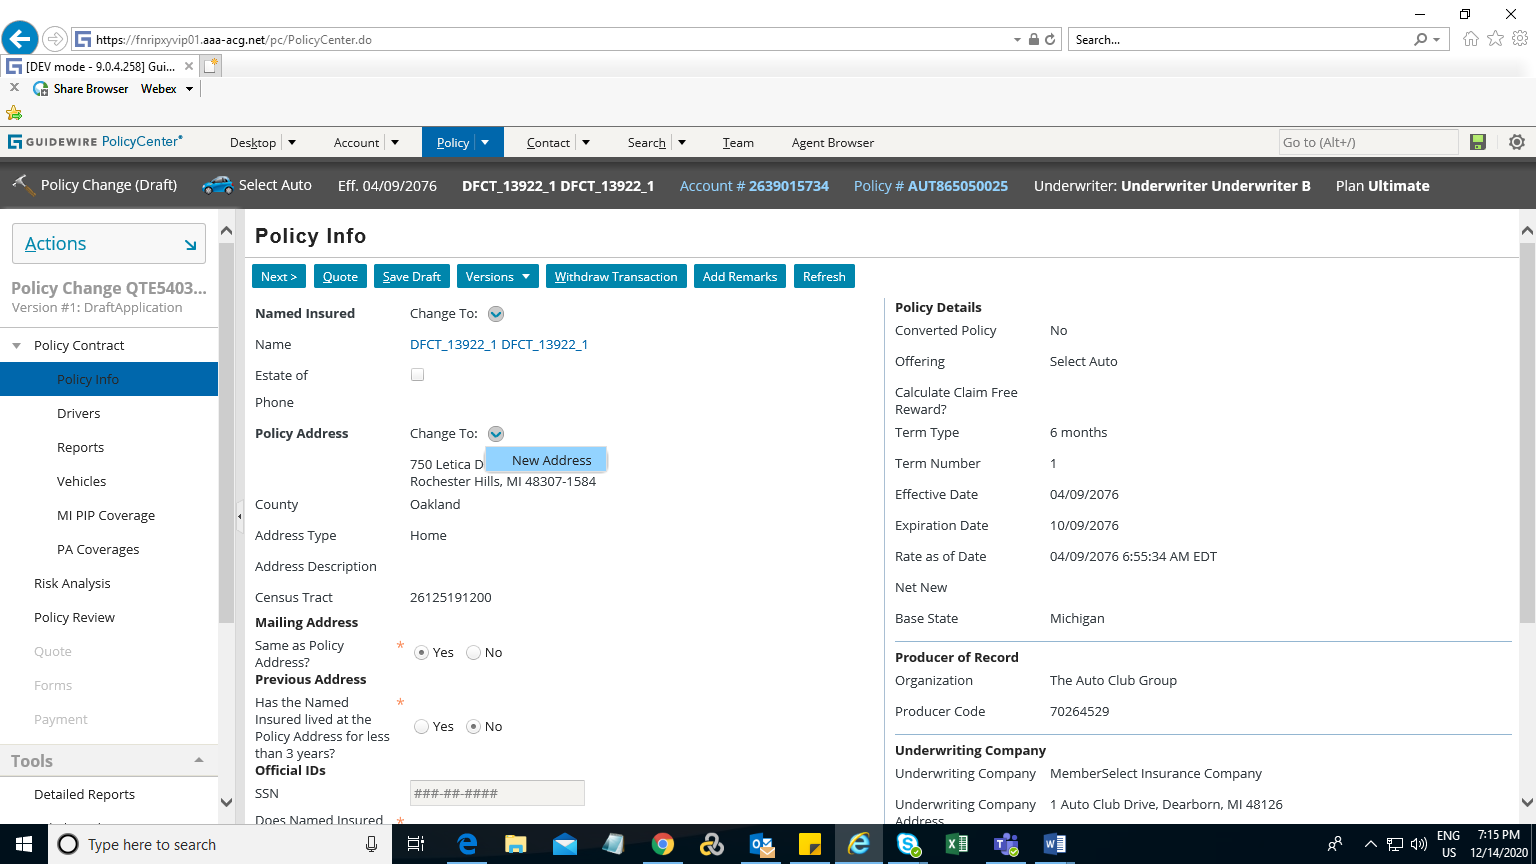 https://fnripxyvip01.aaa-acg.net/pc/PolicyCenter.do
Search...
[DEV mode - 9.0.4.258] Gui...
x Share Browser Webex
GUIDEWIRE PolicyCenter®
Desktop Account Policy Contact Search Team Agent Browser
Go to (Alt+/)
Policy Change (Draft) Select Auto Eff. 04/09/2076 DFCT_13922_1 DFCT_13922_1 Account # 2639015734 Policy # AUT865050025 Underwriter: Underwriter Underwriter B Plan Ultimate
Actions
Policy Change QTE5403...
Version #1: DraftApplication
Policy Contract
Policy Info
Drivers
Reports
Vehicles
MI PIP Coverage
PA Coverages
Risk Analysis
Policy Review
Quote
Forms
Payment
Tools
Detailed Reports
Policy Info
Next > Quote Save Draft Versions Withdraw Transaction Add Remarks Refresh
Named Insured Change To:
Name DFCT_13922_1 DFCT_13922_1
Estate of
Phone
Policy Address Change To:
New Address
750 Letica D
Rochester Hills, MI 48307-1584
County Oakland
Address Type Home
Address Description
Census Tract 26125191200
Mailing Address
Same as Policy
Address?
* Yes No
Previous Address
Has the Named
Insured lived at the
Policy Address for less
than 3 years?
* Yes No
Official IDs
SSN ###-##-####
Does Named Insured *
Policy Details
Converted Policy No
Offering Select Auto
Calculate Claim Free
Reward?
Term Type 6 months
Term Number 1
Effective Date 04/09/2076
Expiration Date 10/09/2076
Rate as of Date 04/09/2076 6:55:34 AM EDT
Net New
Base State Michigan
Producer of Record
Organization The Auto Club Group
Producer Code 70264529
Underwriting Company
Underwriting Company MemberSelect Insurance Company
Underwriting Company 1 Auto Club Drive, Dearborn, MI 48126
Address
Type here to search
ENG
US
7:15 PM
12/14/2020